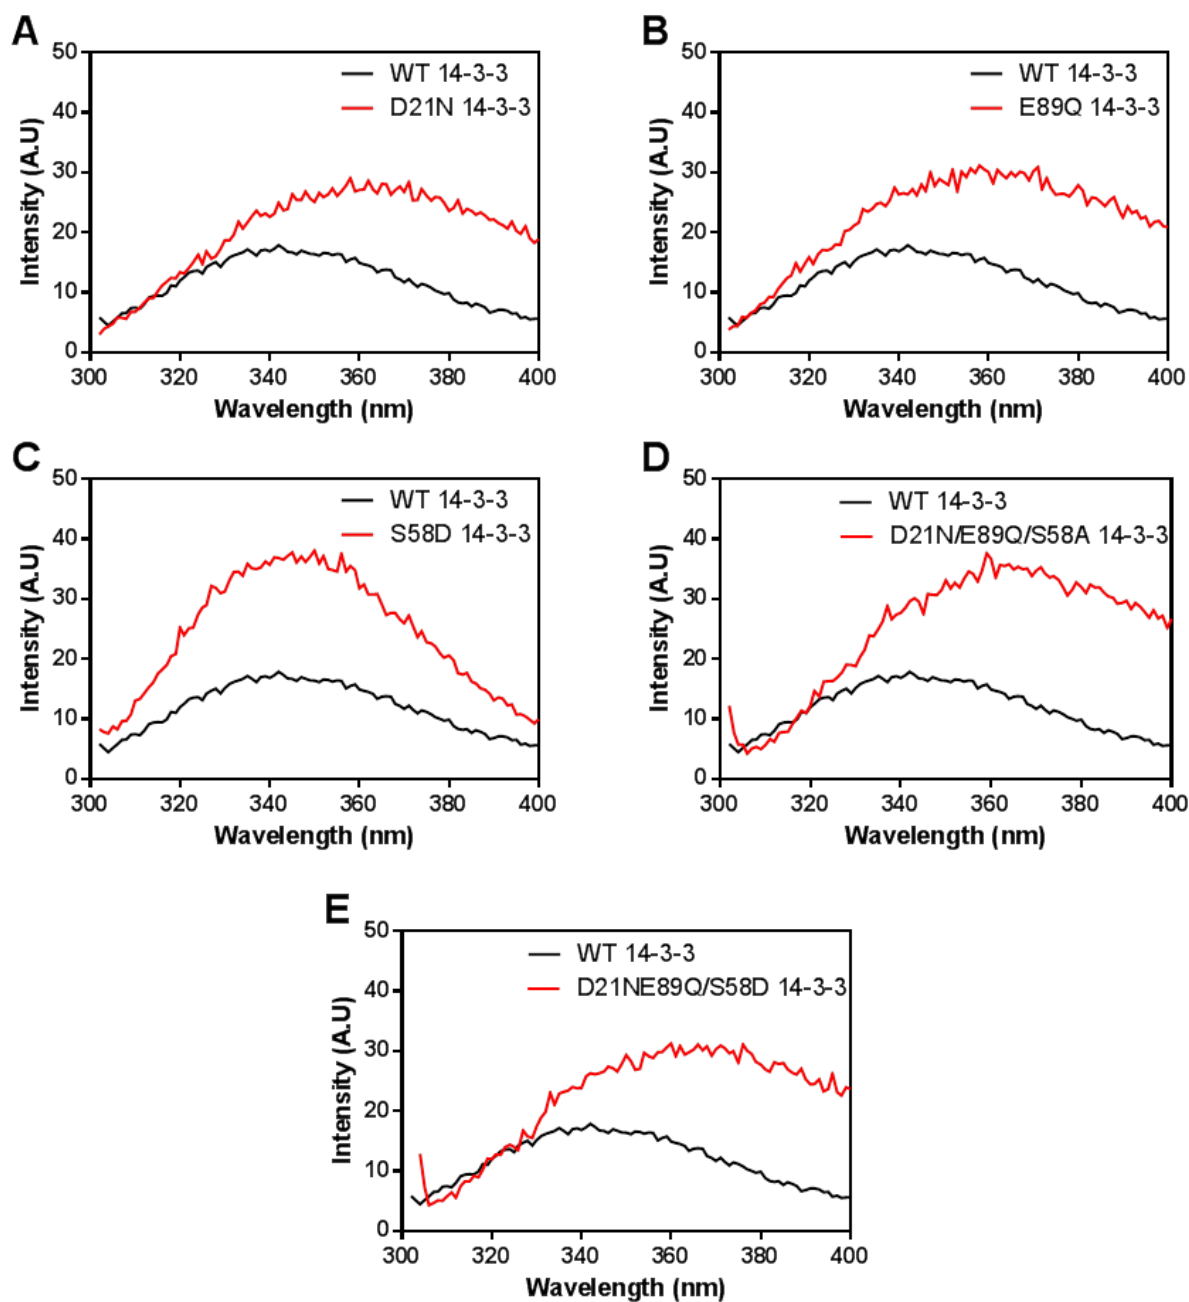 A
50
40
30
20
10
0
300
320
340
360
380
400
Intensity (A.U)
Wavelength (nm)
WT 14-3-3
D21N 14-3-3
B
50
40
30
20
10
0
300
320
340
360
380
400
Intensity (A.U)
Wavelength (nm)
WT 14-3-3
E89Q 14-3-3
C
50
40
30
20
10
0
300
320
340
360
380
400
Intensity (A.U)
Wavelength (nm)
WT 14-3-3
S58D 14-3-3
D
50
40
30
20
10
0
300
320
340
360
380
400
Intensity (A.U)
Wavelength (nm)
WT 14-3-3
D21N/E89Q/S58A 14-3-3
E
50
40
30
20
10
0
300
320
340
360
380
400
Intensity (A.U)
Wavelength (nm)
WT 14-3-3
D21NE89Q/S58D 14-3-3